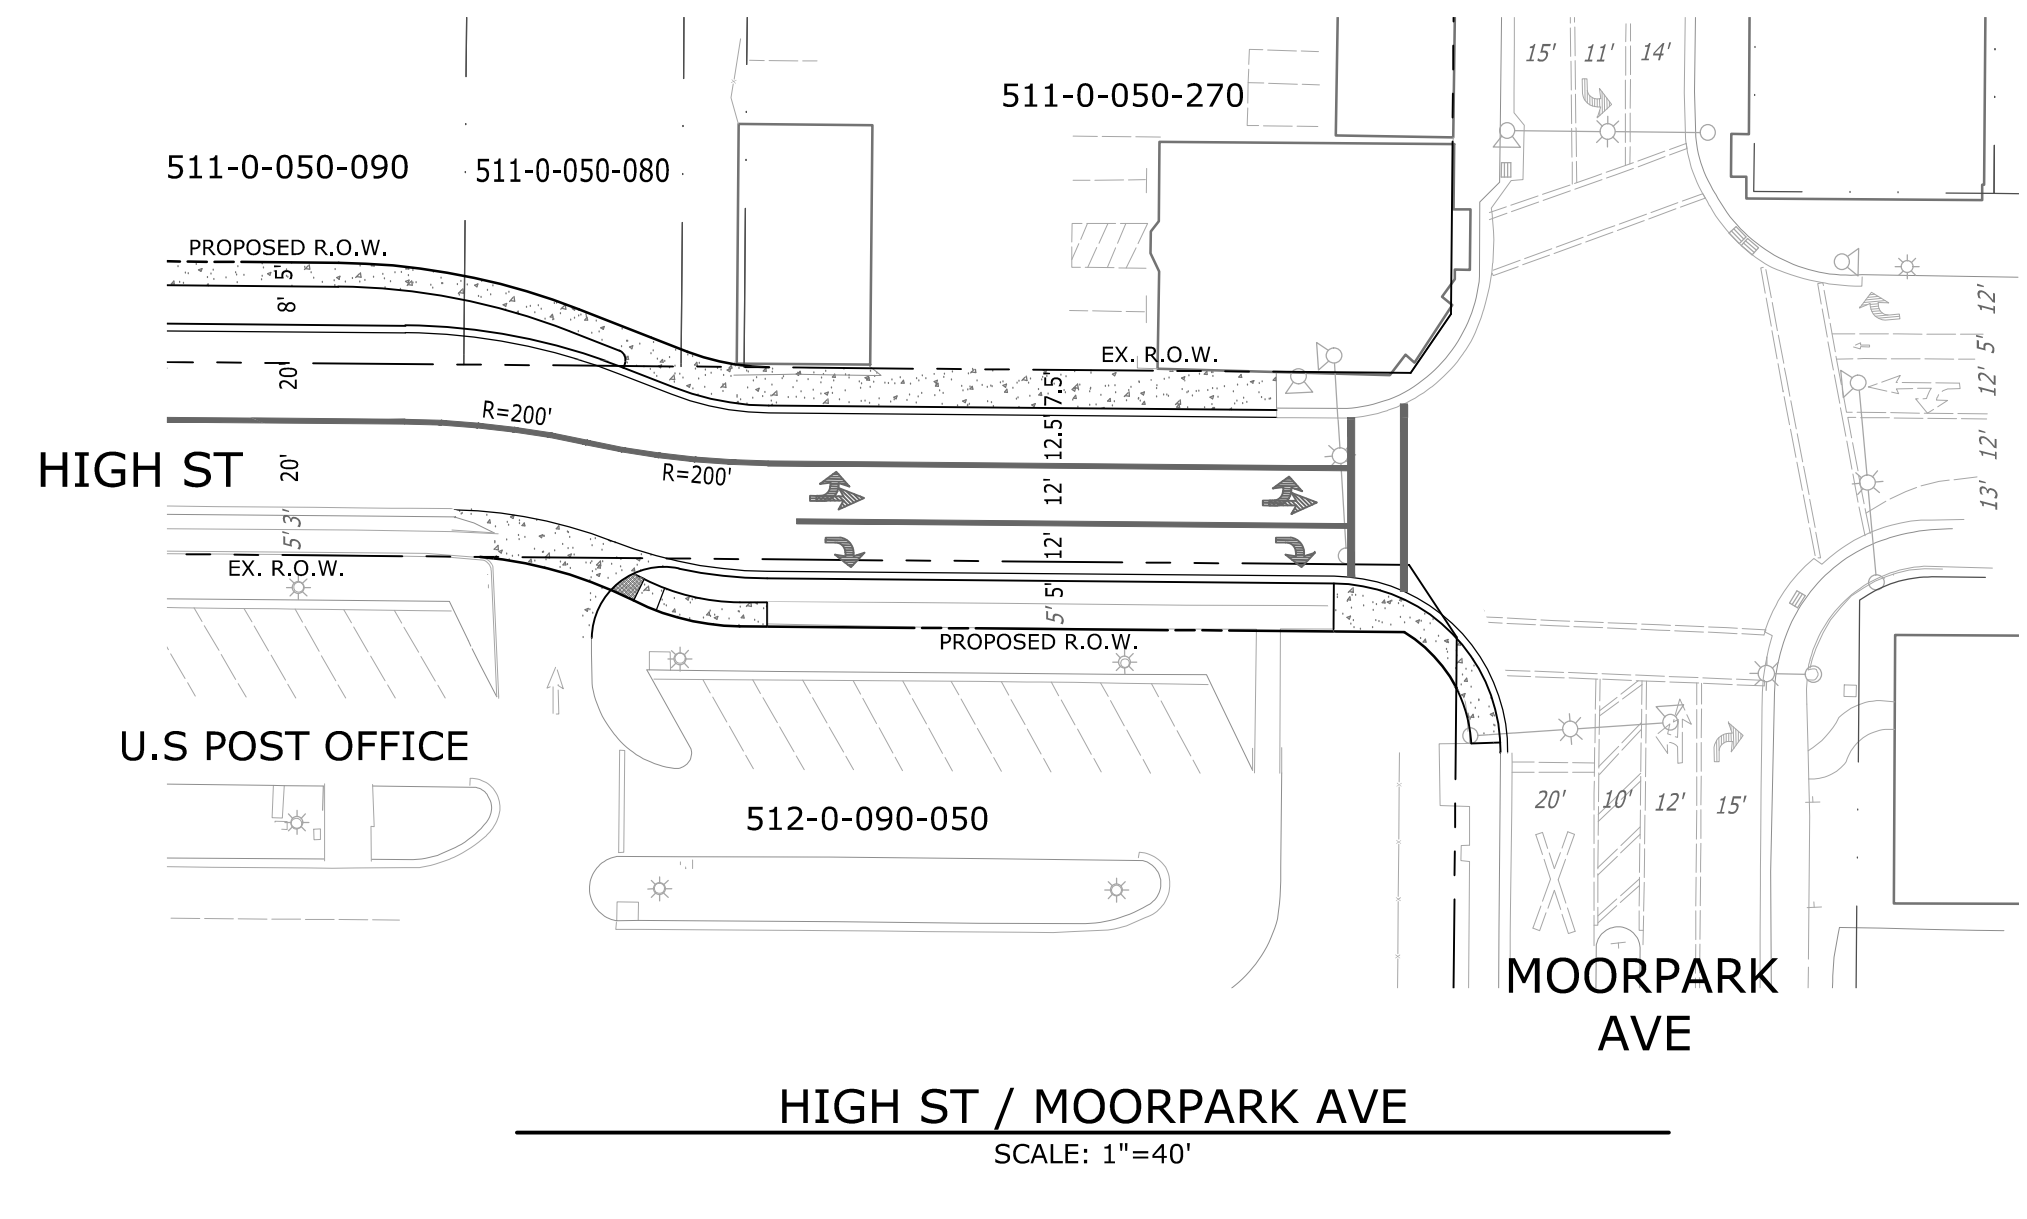 15' 11' 14'
511-0-050-270
511-0-050-090
511-0-050-080
PROPOSED R.O.W.
5'
8'
20'
EX. R.O.W.
7.5'
12.5'
12'
12'
5'
5'
R=200'
R=200'
HIGH ST
20'
3'
5'
EX. R.O.W.
12'
5'
12'
12'
13'
PROPOSED R.O.W.
U.S POST OFFICE
512-0-090-050
20' 10' 12' 15'
MOORPARK
AVE
HIGH ST / MOORPARK AVE
SCALE: 1"=40'